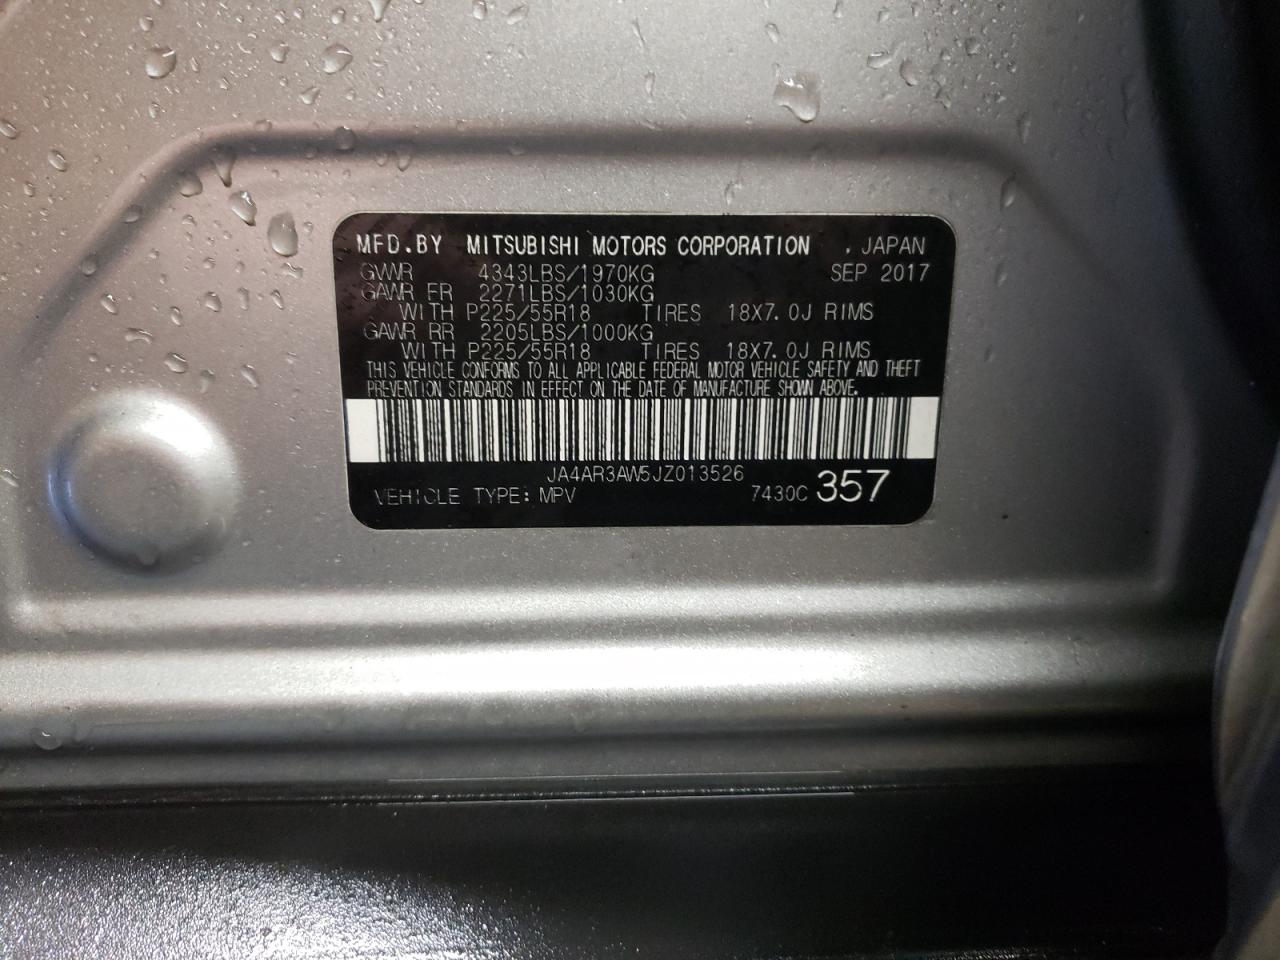 MFD.BY MITSUBISHI MOTORS CORPORATION . JAPAN
GVWR 4343LBS/1970KG SEP 2017
GAWR FR 2271LBS/1030KG
WITH P225/55R18 TIRES 18X7.0J RIMS
GAWR RR 2205LBS/1000KG
WITH P225/55R18 TIRES 18X7.0J RIMS
THIS VEHICLE CONFORMS TO ALL APPLICABLE FEDERAL MOTOR VEHICLE SAFETY AND THEFT
PREVENTION STANDARDS IN EFFECT ON THE DATE OF MANUFACTURE SHOWN ABOVE.
JA4AR3AW5JZ013526
VEHICLE TYPE: MPV 7430C 357